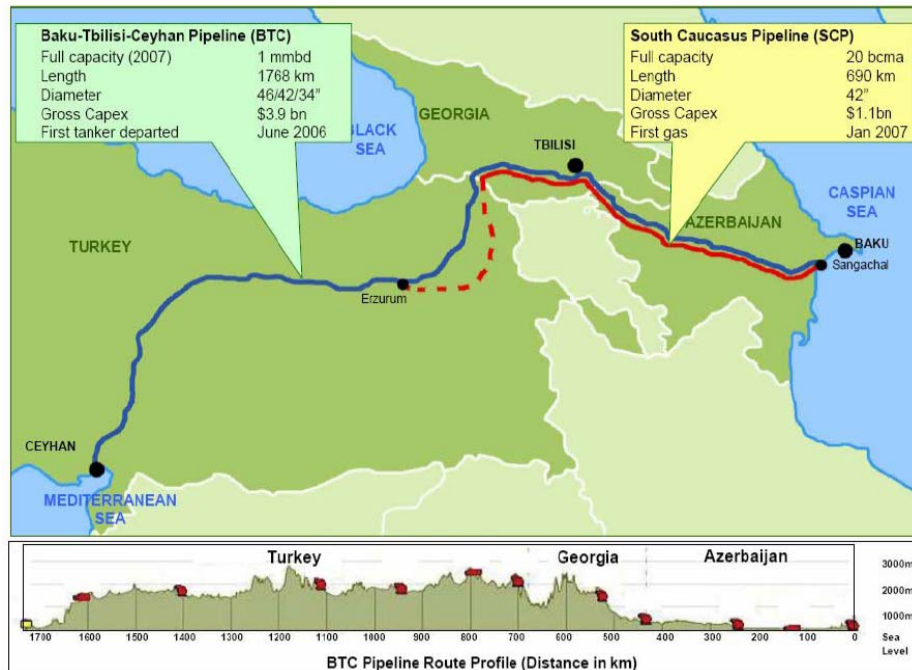 Baku-Tbilisi-Ceyhan Pipeline (BTC)
Full capacity (2007) 1 mmbd
Length 1768 km
Diameter 46/42/34"
Gross Capex $3.9 bn
First tanker departed June 2006
South Caucasus Pipeline (SCP)
Full capacity 20 bcma
Length 690 km
Diameter 42"
Gross Capex $1.1bn
First gas Jan 2007
GEORGIA
BLACK
SEA
TBILISI
CASPIAN
SEA
AZERBAIJAN
TURKEY
BAKU
Sangachal
Erzurum
CEYHAN
MEDITERRANEAN
SEA
Turkey Georgia Azerbaijan
3000m
2000m
1000m
Sea
Level
1700 1600 1500 1400 1300 1200 1100 1000 900 800 700 600 500 400 300 200 100 0
BTC Pipeline Route Profile (Distance in km)